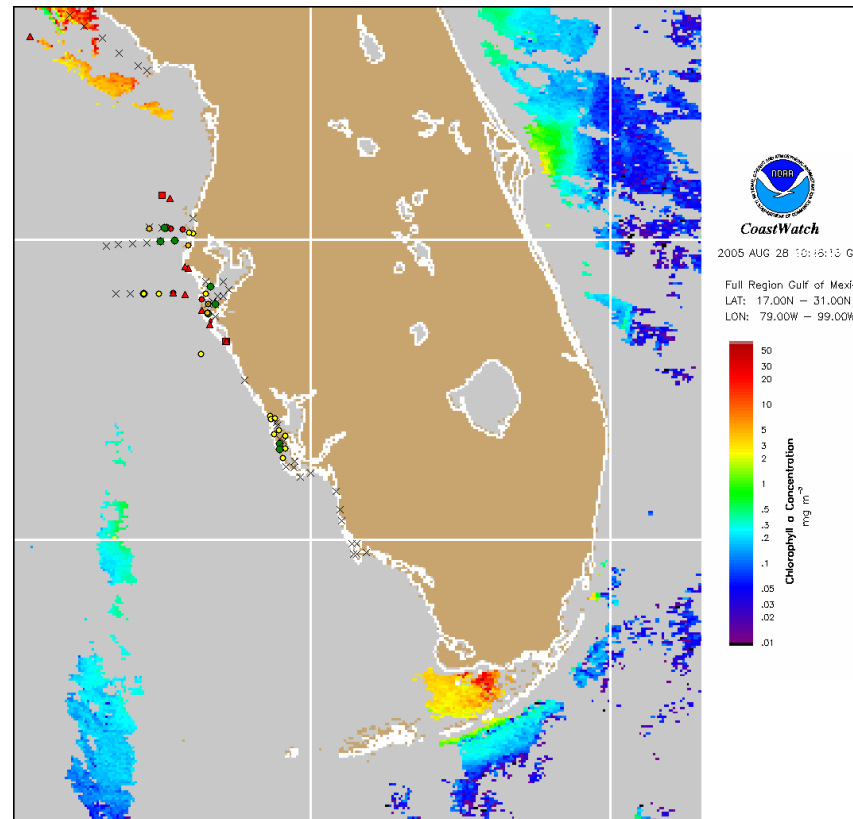 NOAA
CoastWatch
2005 AUG 28
Full Region Gulf of Mexi
LAT: 17.00N – 31.00N
LON: 79.00W – 99.00W
50
30
20
10
5
3
2
1
.5
.3
.2
.1
.05
.03
.02
.01
Chlorophyll a Concentration
mg m⁻³